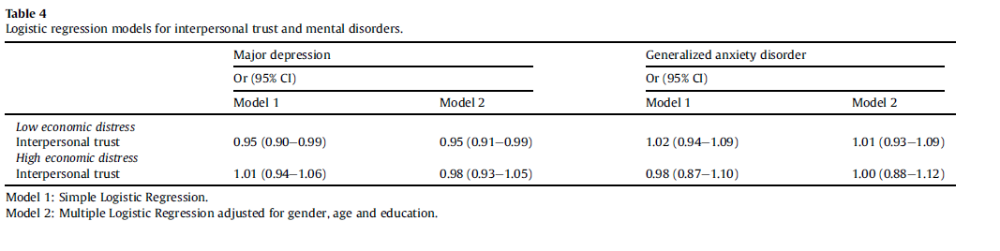 Table 4
Logistic regression models for interpersonal trust and mental disorders.
Major depression Generalized anxiety disorder
Or (95% CI) Or (95% CI)
Model 1 Model 2 Model 1 Model 2
Low economic distress
Interpersonal trust 0.95 (0.90–0.99) 0.95 (0.91–0.99) 1.02 (0.94–1.09) 1.01 (0.93–1.09)
High economic distress
Interpersonal trust 1.01 (0.94–1.06) 0.98 (0.93–1.05) 0.98 (0.87–1.10) 1.00 (0.88–1.12)
Model 1: Simple Logistic Regression.
Model 2: Multiple Logistic Regression adjusted for gender, age and education.